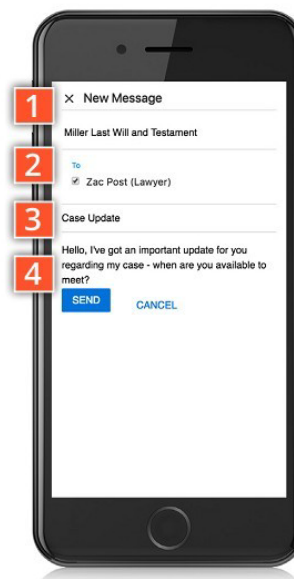 1 × New Message
Miller Last Will and Testament
2 To
Zac Post (Lawyer)
3 Case Update
Hello, I've got an important update for you
4 regarding my case - when are you available to
meet?
SEND CANCEL